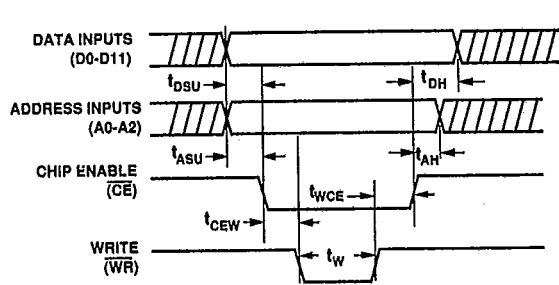 DATA INPUTS
(D0-D11)
tDSU
tDH
ADDRESS INPUTS
(A0-A2)
tASU
tAH
CHIP ENABLE
(CE)
tWCE
tCEW
WRITE
(WR)
tW